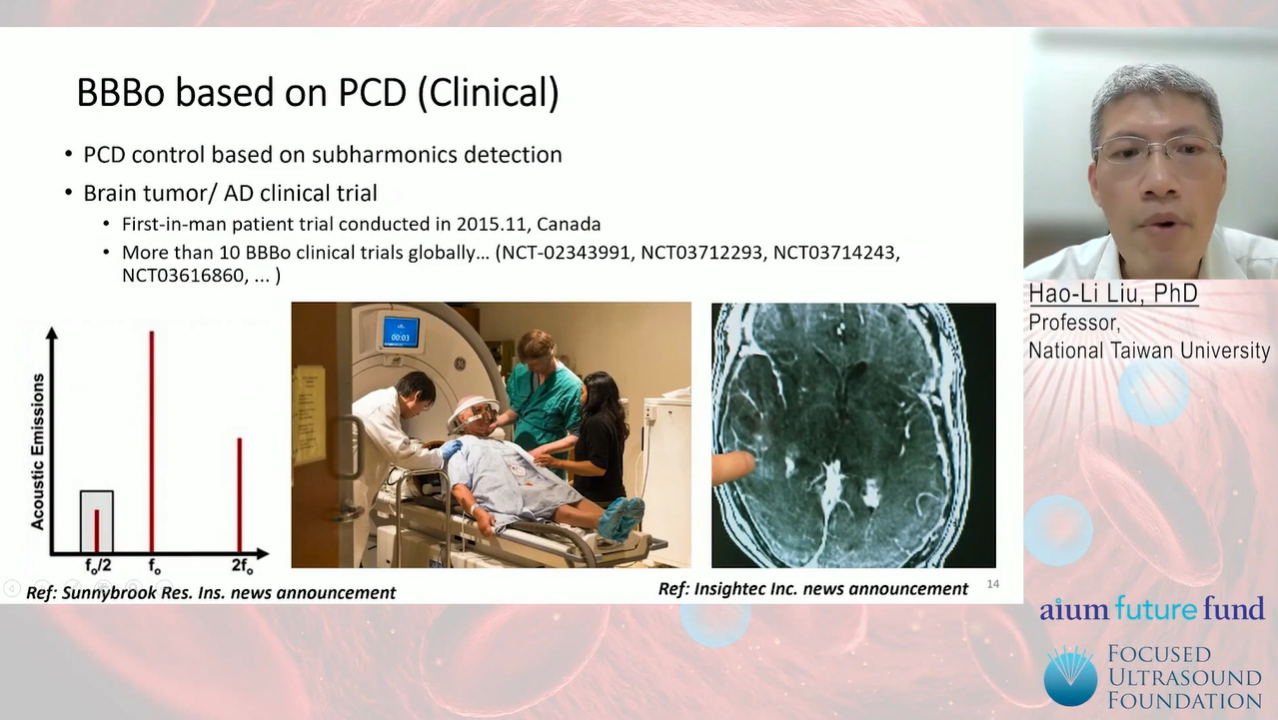 BBBo based on PCD (Clinical)
• PCD control based on subharmonics detection
• Brain tumor/ AD clinical trial
• First-in-man patient trial conducted in 2015.11, Canada
• More than 10 BBBo clinical trials globally... (NCT-02343991, NCT03712293, NCT03714243,
NCT03616860, ... )
Acoustic Emissions
fo/2
fo
2fo
00:03
Ref: Sunnybrook Res. Ins. news announcement
Ref: Insightec Inc. news announcement
14
Hao-Li Liu, PhD
Professor,
National Taiwan University
aium future fund
FOCUSED
ULTRASOUND
FOUNDATION